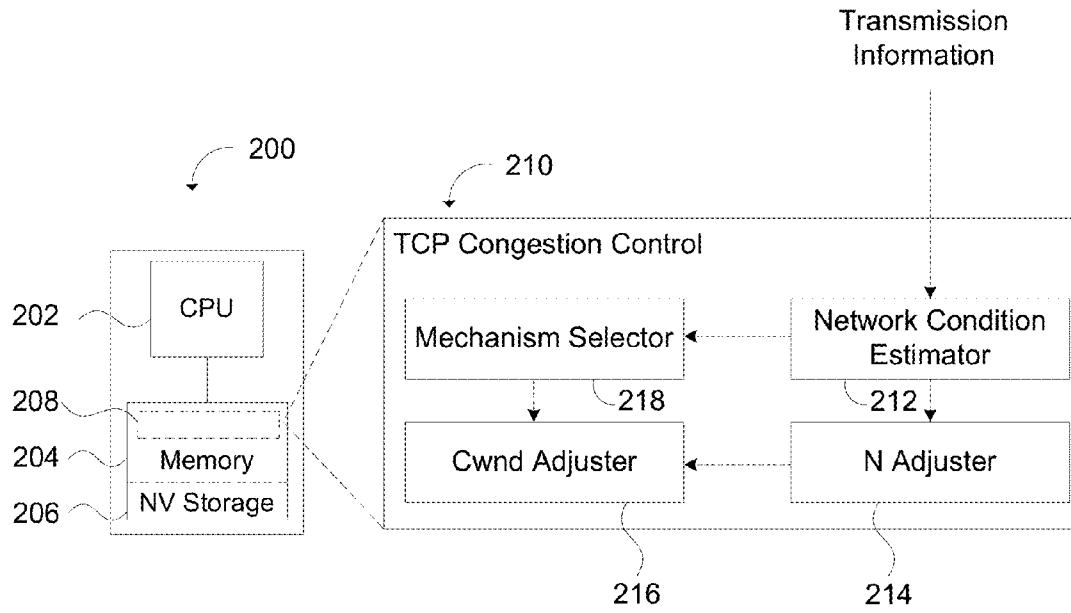 Transmission
Information
200
210
TCP Congestion Control
CPU
202
Mechanism Selector
Network Condition
Estimator
208
218
212
204
Memory
Cwnd Adjuster
N Adjuster
206
NV Storage
216
214